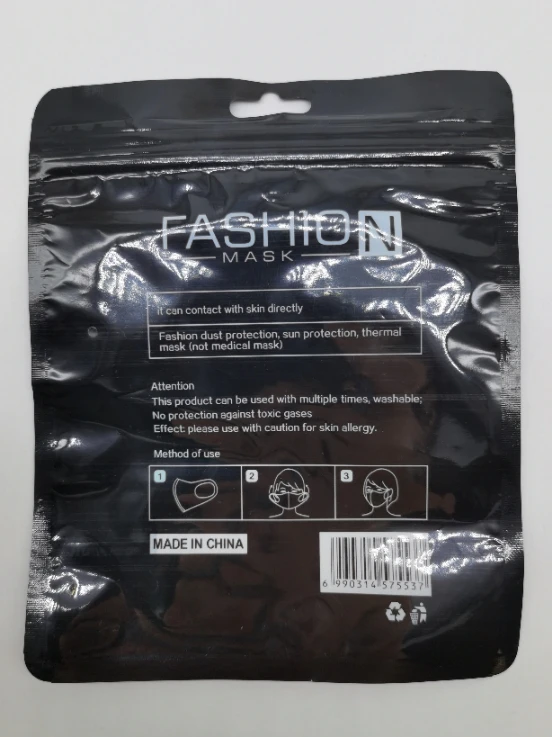 FASHION
MASK
it can contact with skin directly
Fashion dust protection, sun protection, thermal
mask (not medical mask)
Attention
This product can be used with multiple times, washable;
No protection against toxic gases
Effect: please use with caution for skin allergy.
Method of use
1 2 3
MADE IN CHINA
6 990314 575537